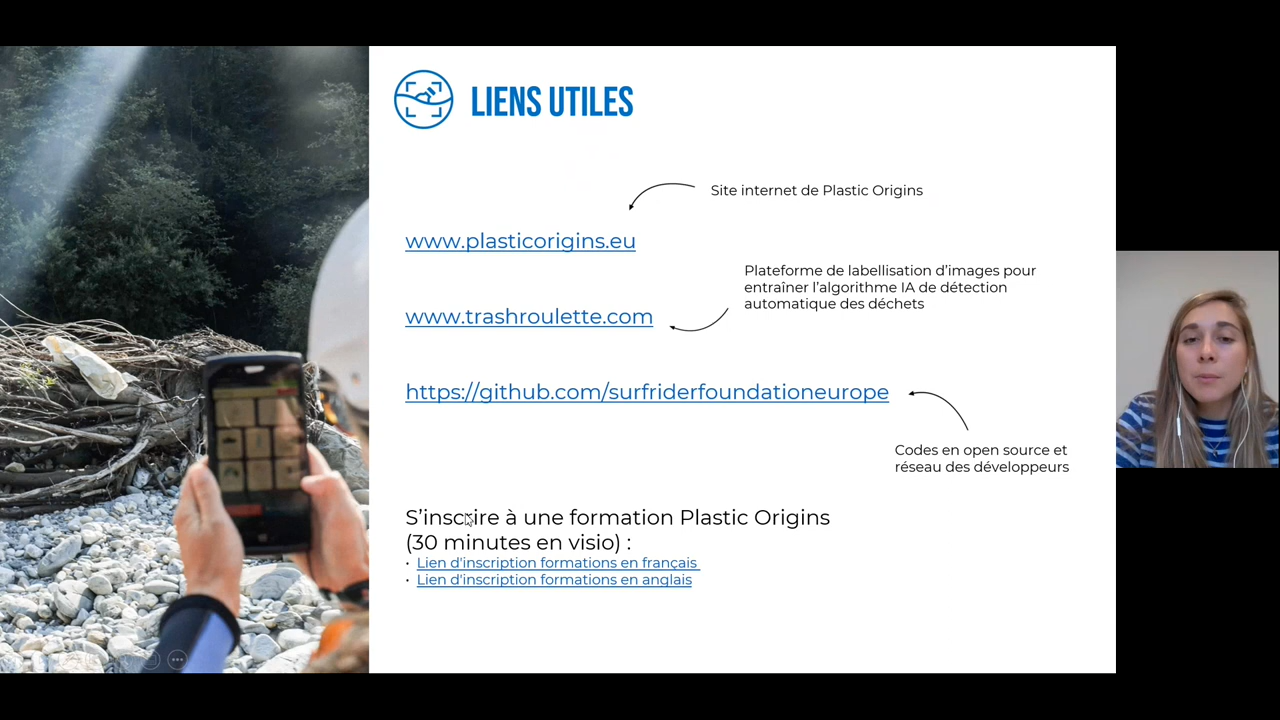 LIENS UTILES
Site internet de Plastic Origins
www.plasticorigins.eu
Plateforme de labellisation d'images pour
entraîner l'algorithme IA de détection
automatique des déchets
www.trashroulette.com
https://github.com/surfriderfoundationeurope
Codes en open source et
réseau des développeurs
S'inscrire à une formation Plastic Origins
(30 minutes en visio) :
• Lien d'inscription formations en français
• Lien d'inscription formations en anglais